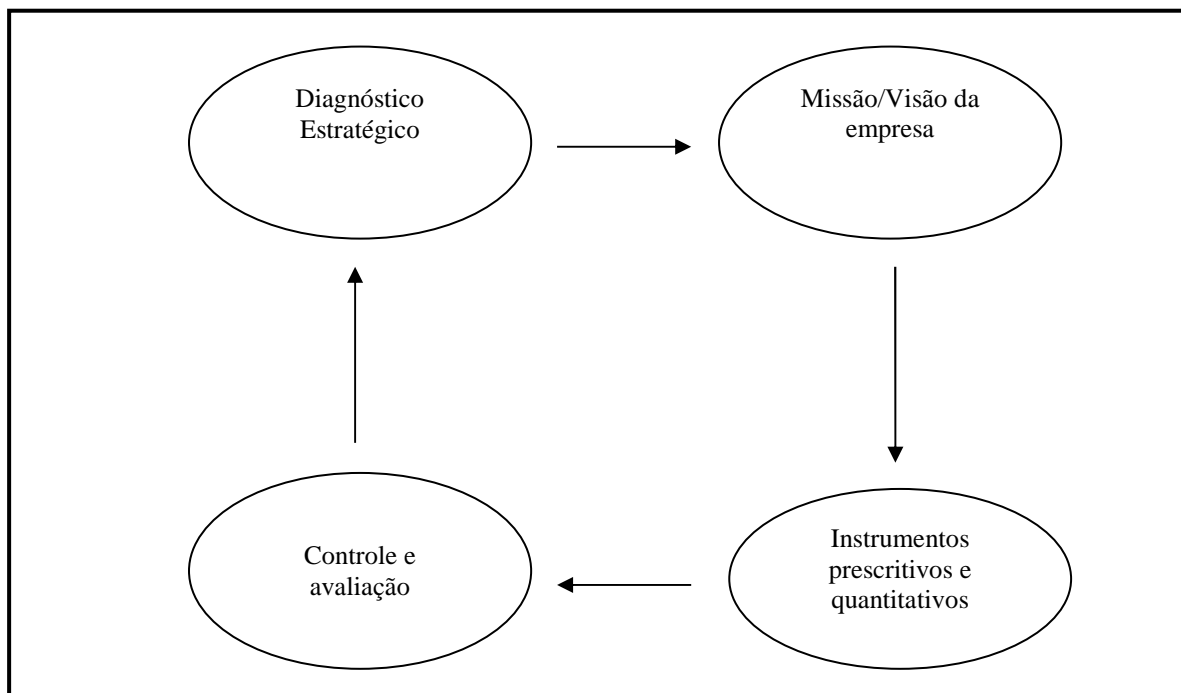 Diagnóstico
Estratégico
Missão/Visão da
empresa
Controle e
avaliação
Instrumentos
prescritivos e
quantitativos